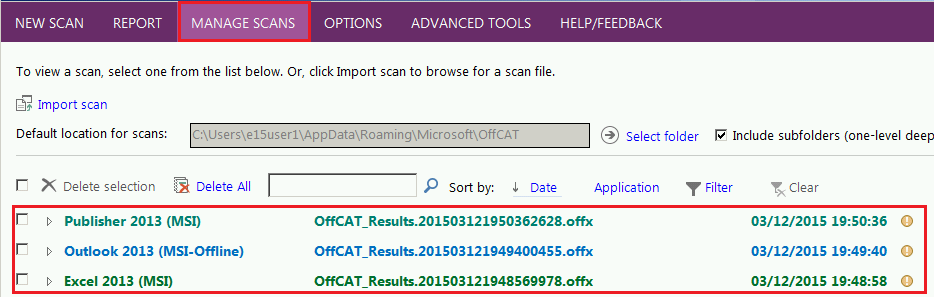 NEW SCAN REPORT MANAGE SCANS OPTIONS ADVANCED TOOLS HELP/FEEDBACK
To view a scan, select one from the list below. Or, click Import scan to browse for a scan file.
Import scan
Default location for scans: C:\Users\e15user1\AppData\Roaming\Microsoft\OffCAT Select folder Include subfolders (one-level deep
Delete selection Delete All Sort by: Date Application Filter Clear
Publisher 2013 (MSI) OffCAT_Results.201503121950362628.offx 03/12/2015 19:50:36
Outlook 2013 (MSI-Offline) OffCAT_Results.201503121949400455.offx 03/12/2015 19:49:40
Excel 2013 (MSI) OffCAT_Results.201503121948569978.offx 03/12/2015 19:48:58